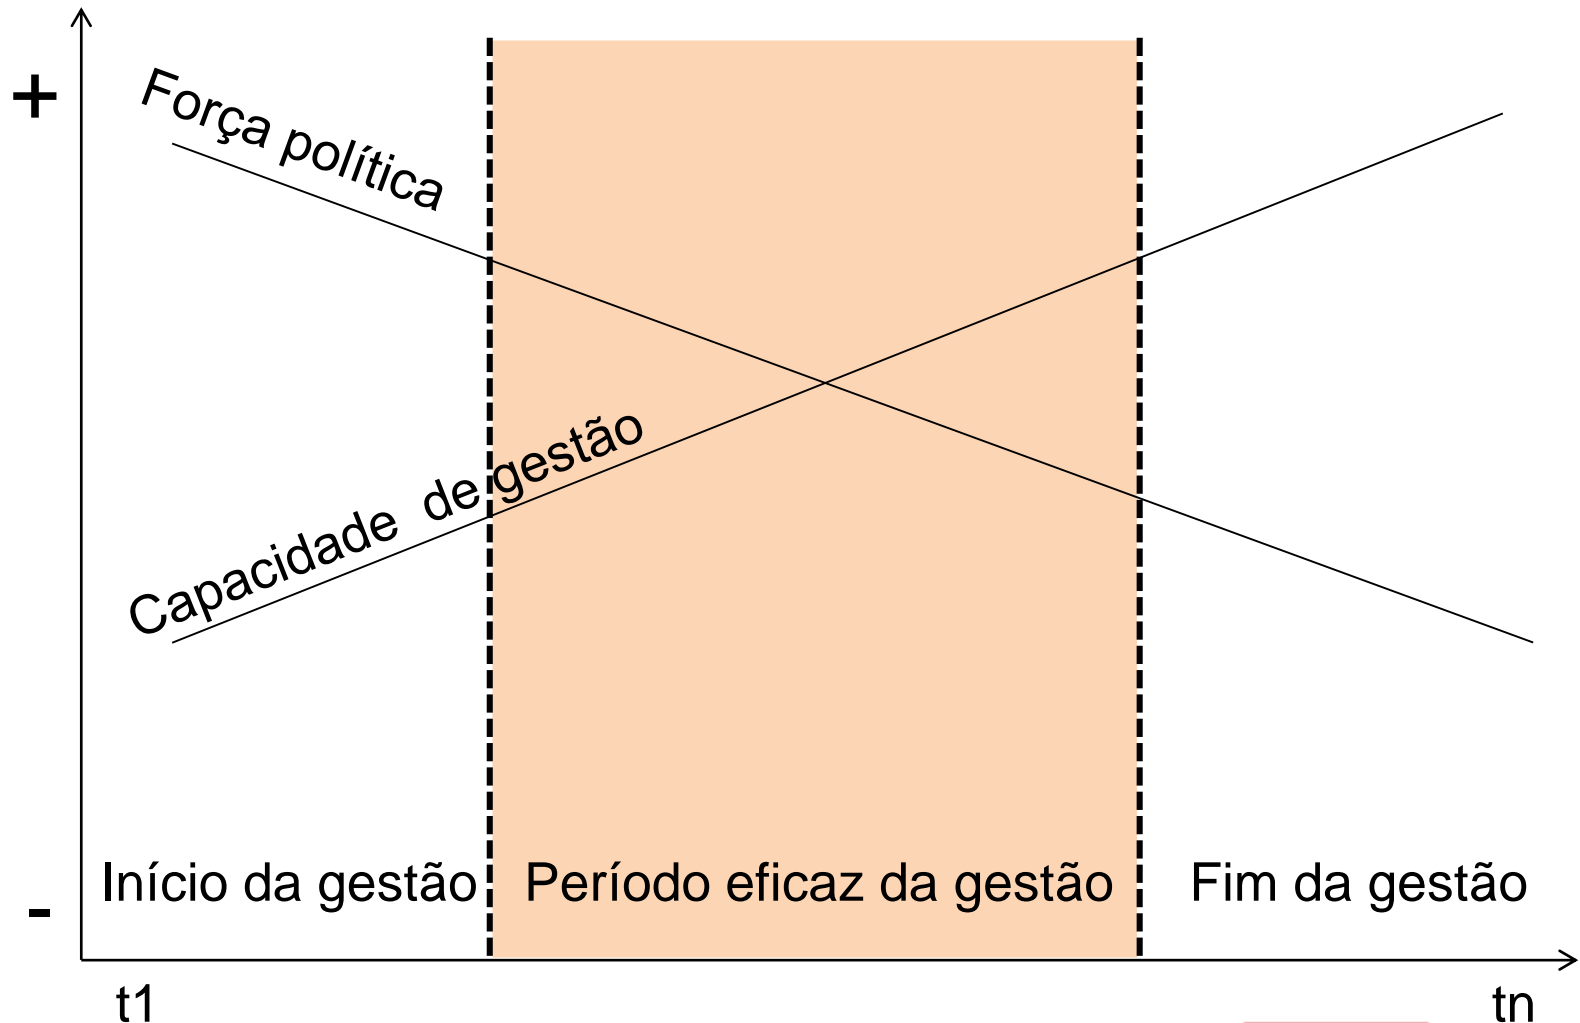 +
Força política
Capacidade de gestão
Início da gestão
Período eficaz da gestão
Fim da gestão
-
t1
tn